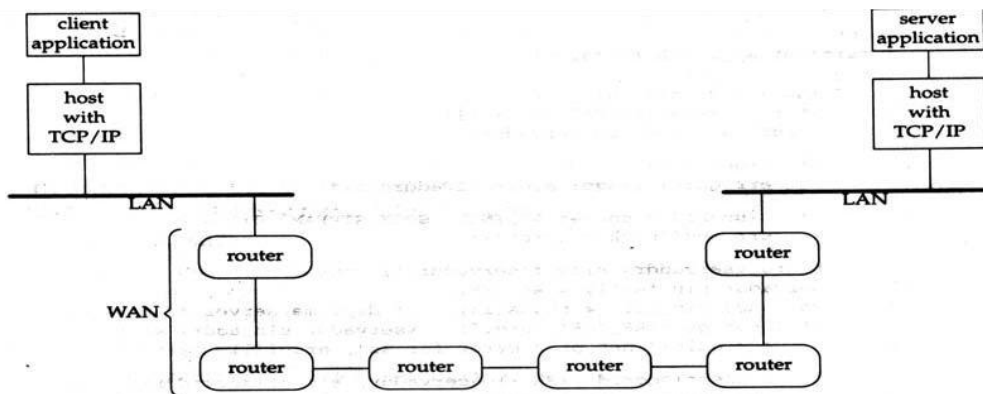 client
application
server
application
host
with
TCP/IP
host
with
TCP/IP
LAN
LAN
router
router
WAN
router
router
router
router